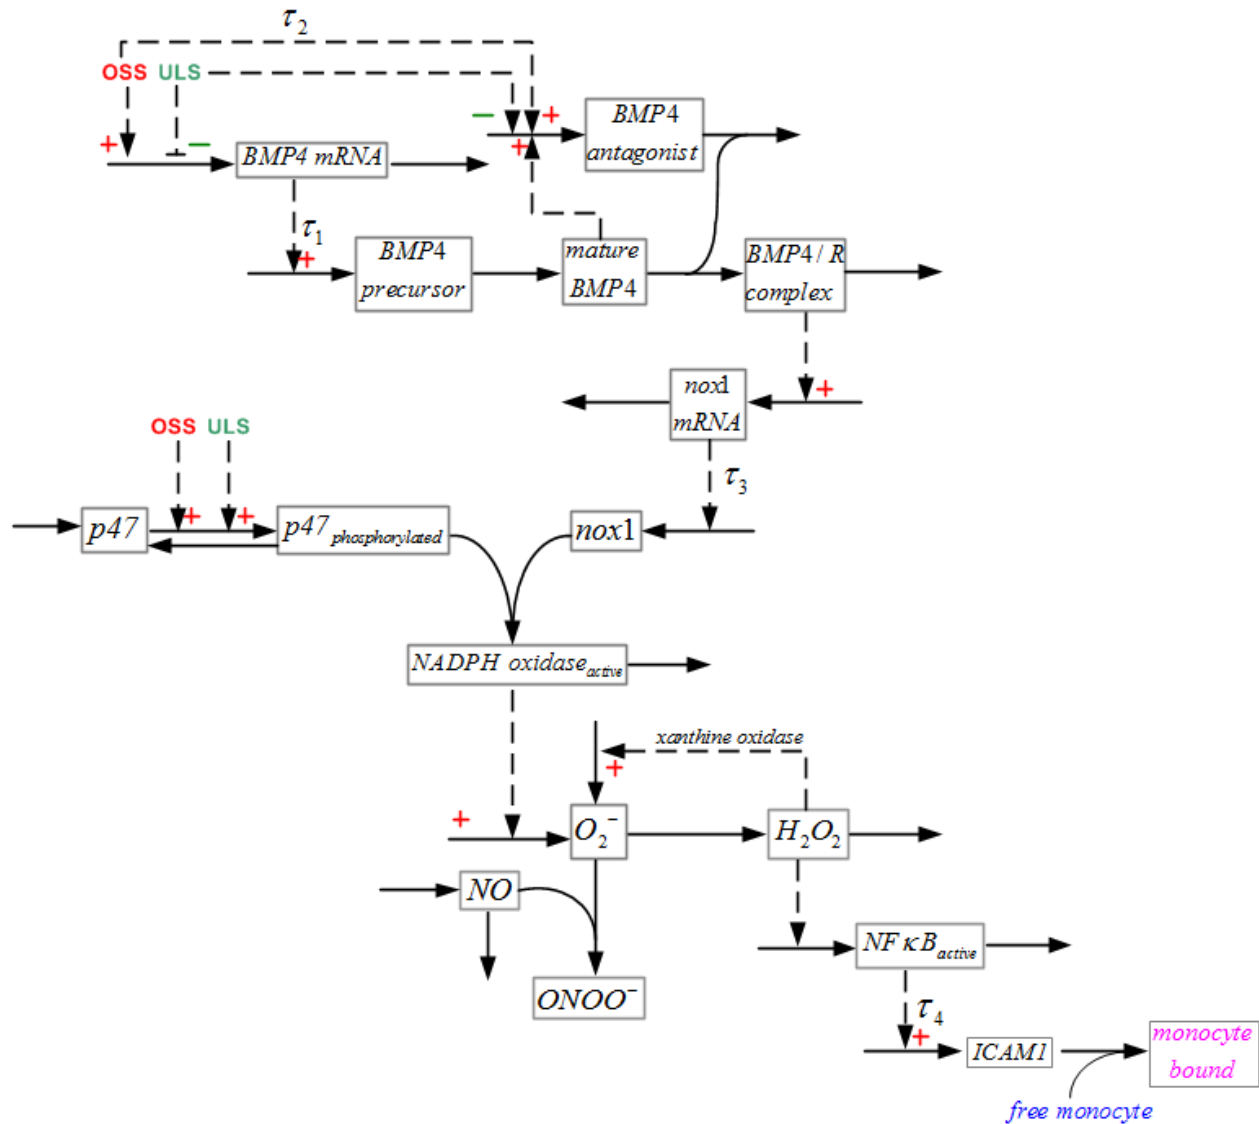 τ2
OSS ULS
− + BMP4
+ − + antagonist
BMP4 mRNA
τ1
+ BMP4 precursor
mature BMP4
BMP4 / R complex
nox1 mRNA
+
OSS ULS
τ3
+ +
p47
p47 phosphorylated
nox1
NADPH oxidase active
xanthine oxidase
+
+
O2−
H2O2
NO
NFκB active
ONOO−
τ4
+
ICAM1
monocyte
bound
free monocyte